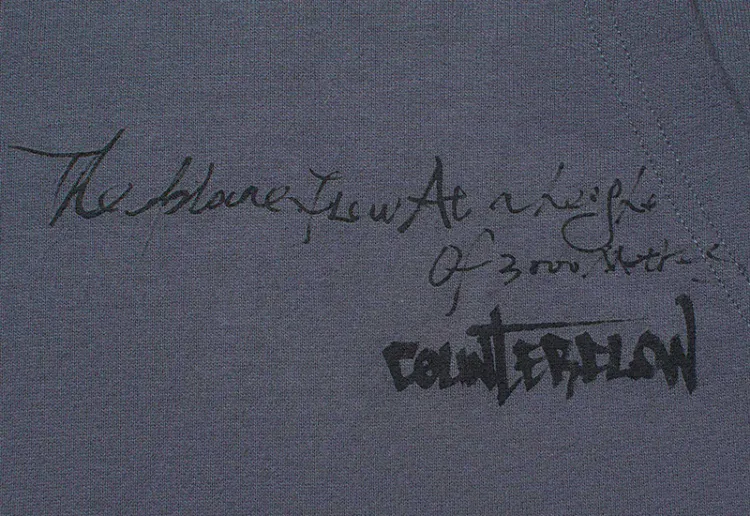 The plane flew At a height
Of 3000 Metres
COUNTERFLOW